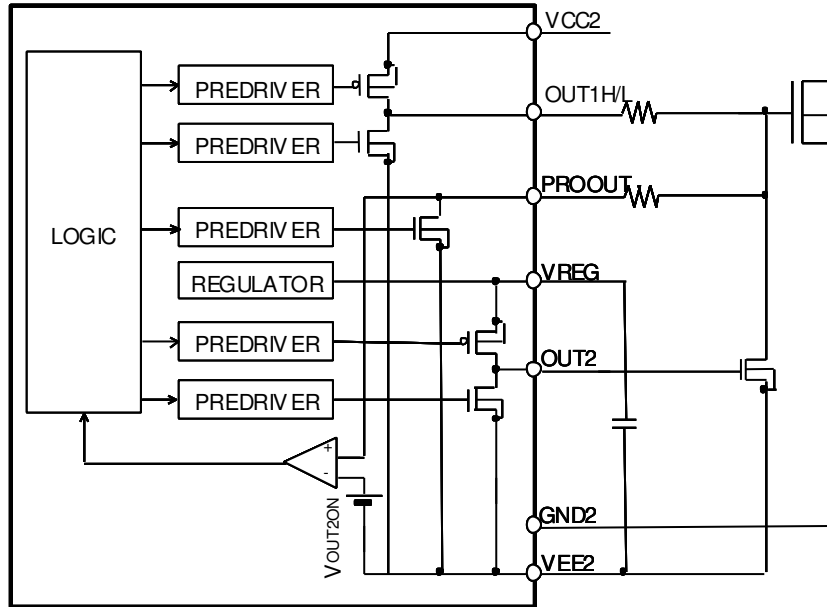 VCC2
PREDRIVER
OUT1H/L
PREDRIVER
PROOUT
LOGIC
PREDRIVER
REGULATOR
VREG
PREDRIVER
OUT2
PREDRIVER
+
-
VOUT2ON
GND2
VEE2